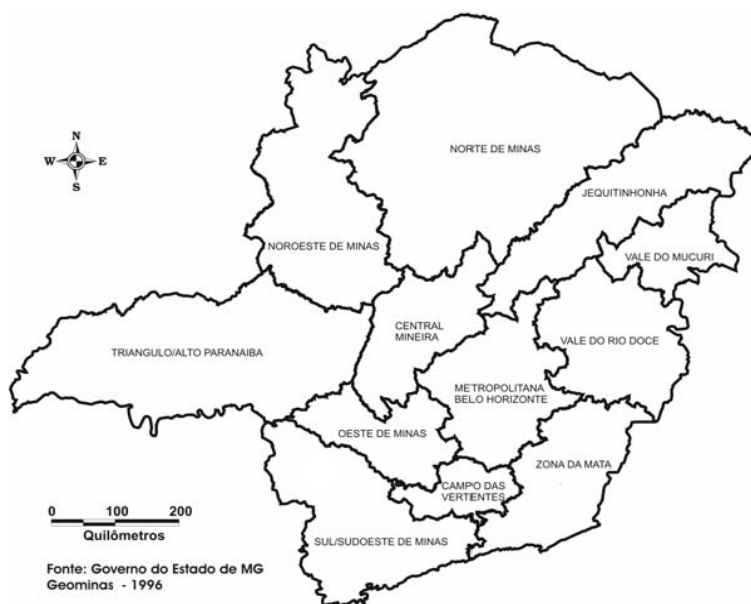 N
W E
S
NORTE DE MINAS
JEQUITINHONHA
NOROESTE DE MINAS
VALE DO MUCURI
CENTRAL
MINEIRA
VALE DO RIO DOCE
TRIANGULO/ALTO PARANAIBA
METROPOLITANA
BELO HORIZONTE
OESTE DE MINAS
ZONA DA MATA
CAMPO DAS
VERTENTES
SUL/SUDOESTE DE MINAS
0 100 200
Quilômetros
Fonte: Governo do Estado de MG
Geominas - 1996